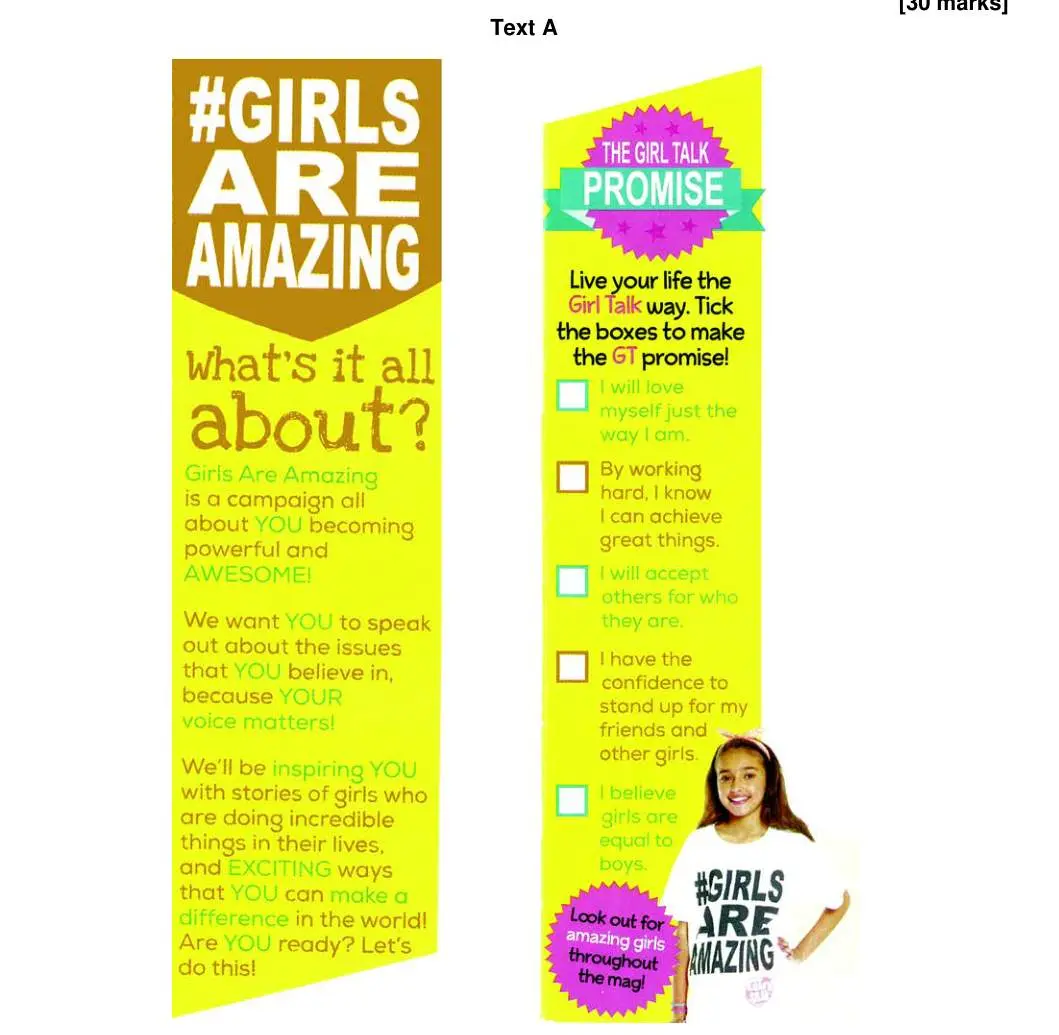 [30 marks]
Text A
#GIRLS
ARE
AMAZING
What's it all
about?
Girls Are Amazing
is a campaign all
about YOU becoming
powerful and
AWESOME!
We want YOU to speak
out about the issues
that YOU believe in,
because YOUR
voice matters!
We'll be inspiring YOU
with stories of girls who
are doing incredible
things in their lives,
and EXCITING ways
that YOU can make a
difference in the world!
Are YOU ready? Let's
do this!
THE GIRL TALK
PROMISE
Live your life the
Girl Talk way. Tick
the boxes to make
the GT promise!
I will love
myself just the
way I am.
By working
hard, I know
I can achieve
great things.
I will accept
others for who
they are.
I have the
confidence to
stand up for my
friends and
other girls.
I believe
girls are
equal to
boys.
Look out for
amazing girls
throughout
the mag!
#GIRLS
ARE
AMAZING